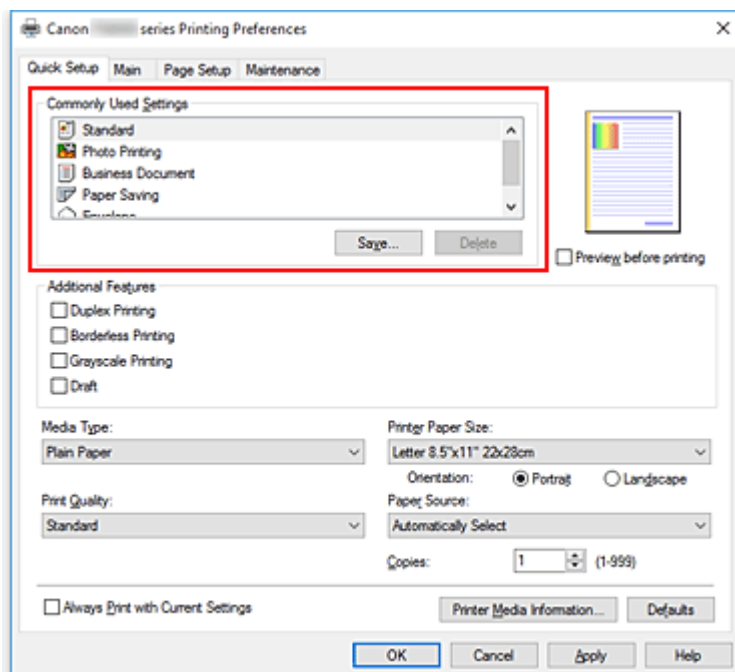 Canon series Printing Preferences
Quick Setup Main Page Setup Maintenance
Commonly Used Settings
Standard
Photo Printing
Business Document
Paper Saving
Envelope
Save... Delete
Preview before printing
Additional Features
Duplex Printing
Borderless Printing
Grayscale Printing
Draft
Media Type:
Plain Paper
Printer Paper Size:
Letter 8.5"x11" 22x28cm
Orientation: Portrait Landscape
Print Quality:
Standard
Paper Source:
Automatically Select
Copies: 1 (1-999)
Always Print with Current Settings
Printer Media Information... Defaults
OK Cancel Apply Help